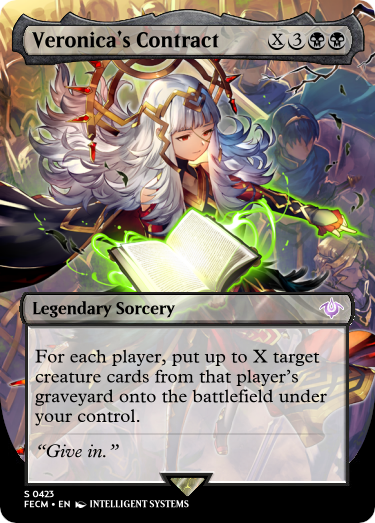 Veronica's Contract X3
Legendary Sorcery
For each player, put up to X target
creature cards from that player's
graveyard onto the battlefield under
your control.
“Give in.”
S 0423
FECM • EN INTELLIGENT SYSTEMS